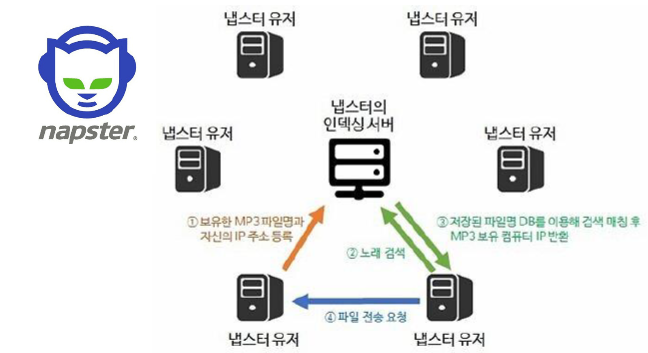 냅스터 유저
냅스터 유저
napster.
냅스터의
인덱싱 서버
냅스터 유저
냅스터 유저
① 보유한 MP3 파일명과
자신의 IP 주소 등록
③ 저장된 파일명 DB를 이용해 검색 매칭 후
MP3 보유 컴퓨터 IP 반환
② 노래 검색
④ 파일 전송 요청
냅스터 유저
냅스터 유저